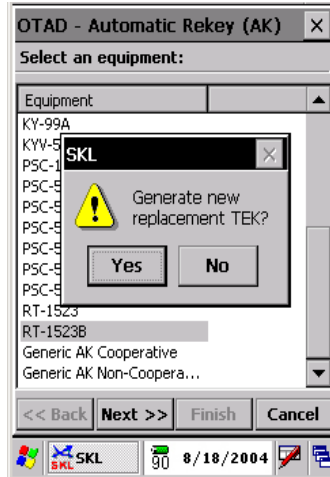 OTAD - Automatic Rekey (AK)
Select an equipment:
Equipment
KY-99A
SKL
Generate new
replacement TEK?
Yes No
RT-1523
RT-1523B
Generic AK Cooperative
Generic AK Non-Coopera...
<< Back Next >> Finish Cancel
SKL 90 8/18/2004